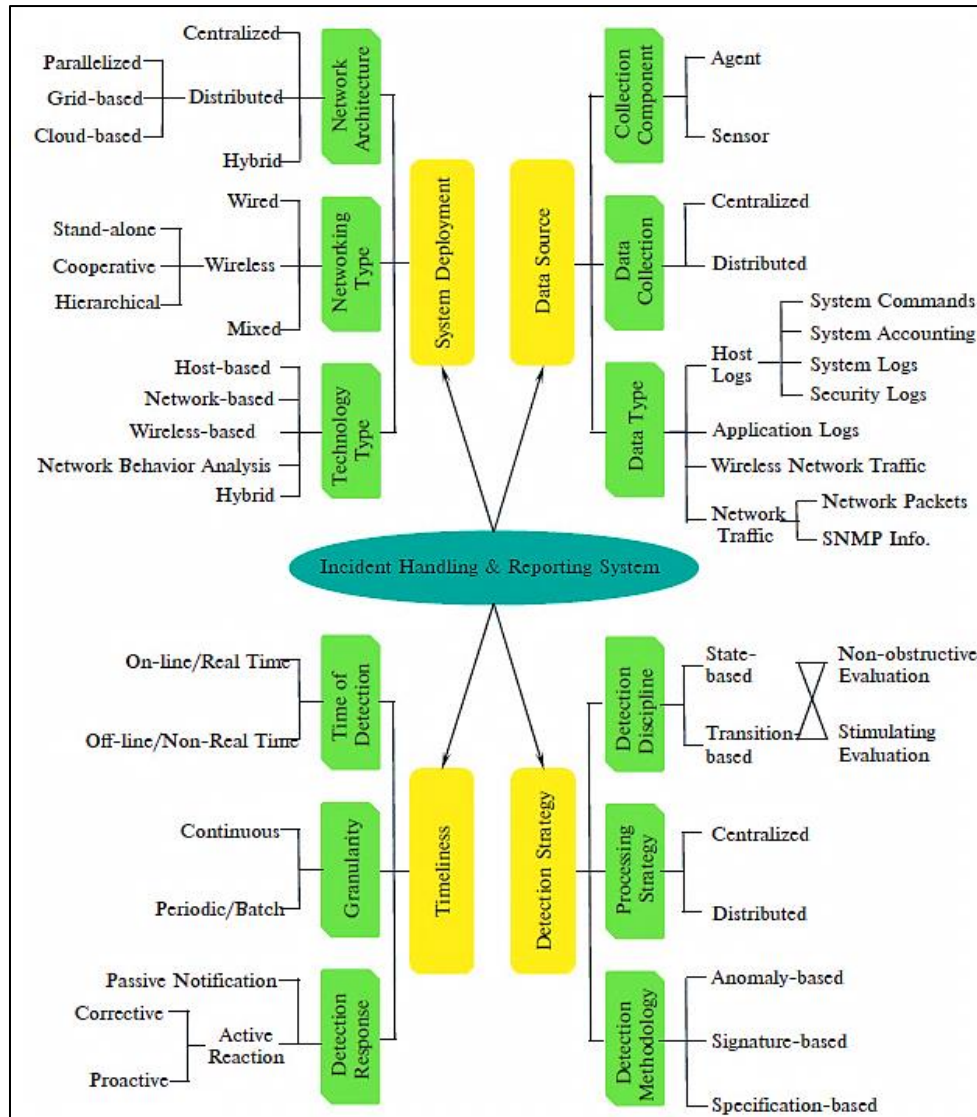 Centralized
Parallelized
Grid-based
Cloud-based
Distributed
Hybrid
Network
Architecture
Wired
Stand-alone
Cooperative
Hierarchical
Wireless
Mixed
Networking
Type
Host-based
Network-based
Wireless-based
Network Behavior Analysis
Hybrid
Technology
Type
System Deployment
Data Source
Collection
Component
Agent
Sensor
Data
Collection
Centralized
Distributed
Data Type
Host
Logs
System Commands
System Accounting
System Logs
Security Logs
Application Logs
Wireless Network Traffic
Network
Traffic
Network Packets
SNMP Info.
Incident Handling & Reporting System
On-line/Real Time
Off-line/Non-Real Time
Time of
Detection
Continuous
Periodic/Batch
Granularity
Passive Notification
Corrective
Proactive
Active
Reaction
Detection
Response
Timeliness
Detection Strategy
Detection
Discipline
State-
based
Transition-
based
Non-obstructive
Evaluation
Stimulating
Evaluation
Processing
Strategy
Centralized
Distributed
Detection
Methodology
Anomaly-based
Signature-based
Specification-based